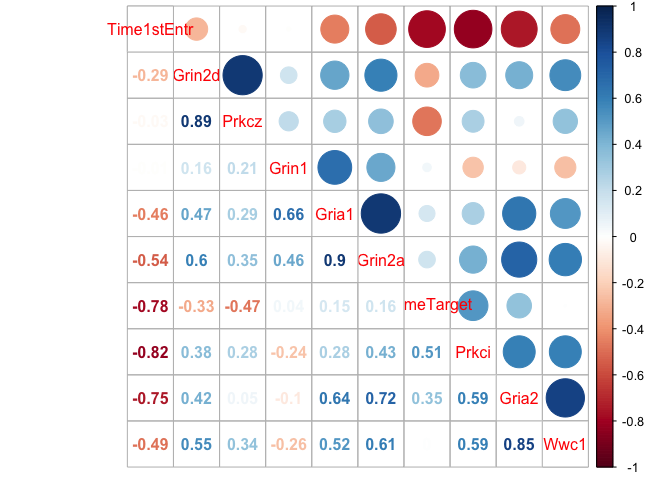 Time1stEntr
-0.29 Grin2d
-0.03 0.89 Prkcz
0.16 0.21 Grin1
-0.46 0.47 0.29 0.66 Gria1
-0.54 0.6 0.35 0.46 0.9 Grin2a
-0.78 -0.33 -0.47 0.04 0.15 0.16 meTarget
-0.82 0.38 0.28 -0.24 0.28 0.43 0.51 Prkci
-0.75 0.42 0.05 -0.1 0.64 0.72 0.35 0.59 Gria2
-0.49 0.55 0.34 -0.26 0.52 0.61 0.59 0.85 Wwc1
1
0.8
0.6
0.4
0.2
0
-0.2
-0.4
-0.6
-0.8
-1